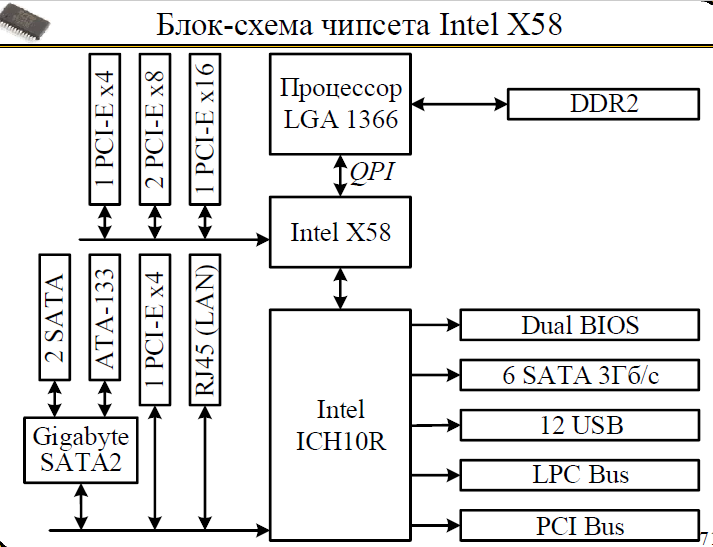 Блок-схема чипсета Intel X58
1 PCI-E x4
2 PCI-E x8
1 PCI-E x16
Процессор
LGA 1366
DDR2
QPI
Intel X58
2 SATA
ATA-133
1 PCI-E x4
RJ45 (LAN)
Gigabyte
SATA2
Intel
ICH10R
Dual BIOS
6 SATA 3Гб/с
12 USB
LPC Bus
PCI Bus